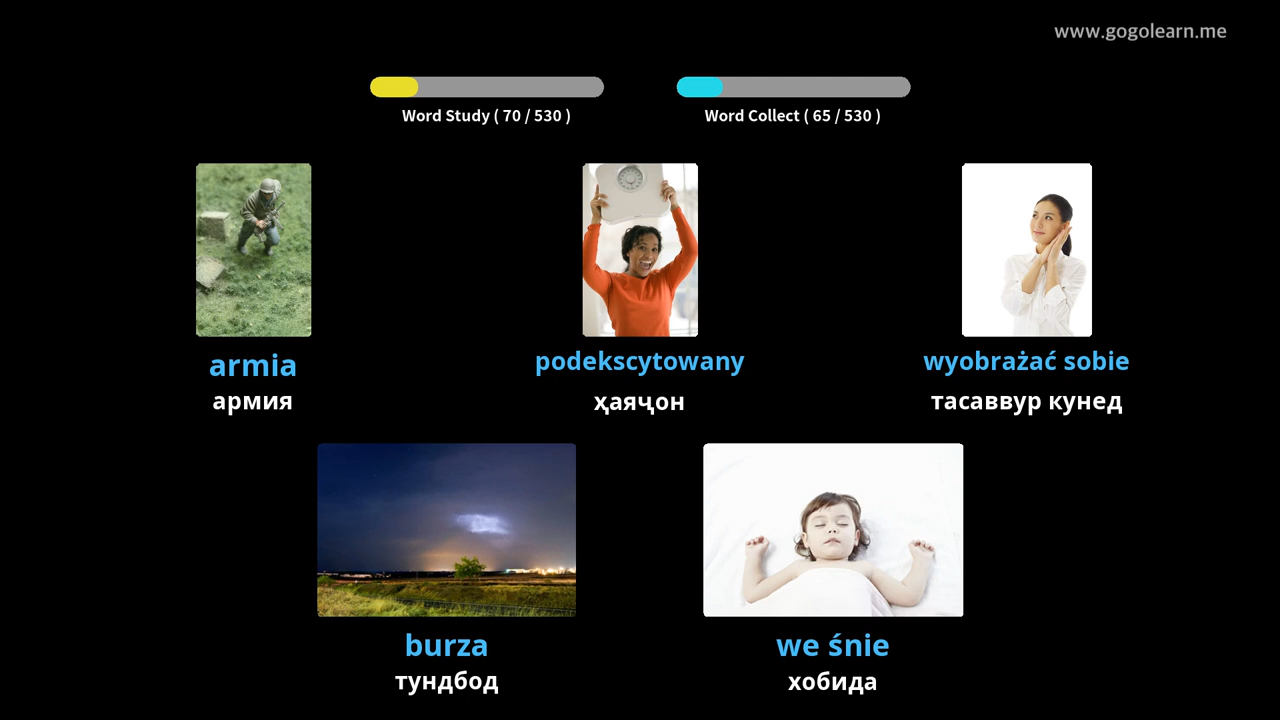 www.gogolearn.me
Word Study ( 70 / 530 )
Word Collect ( 65 / 530 )
armia
армия
podekscytowany
ҳаяҷон
wyobrażać sobie
тасаввур кунед
burza
тундбод
we śnie
хобида